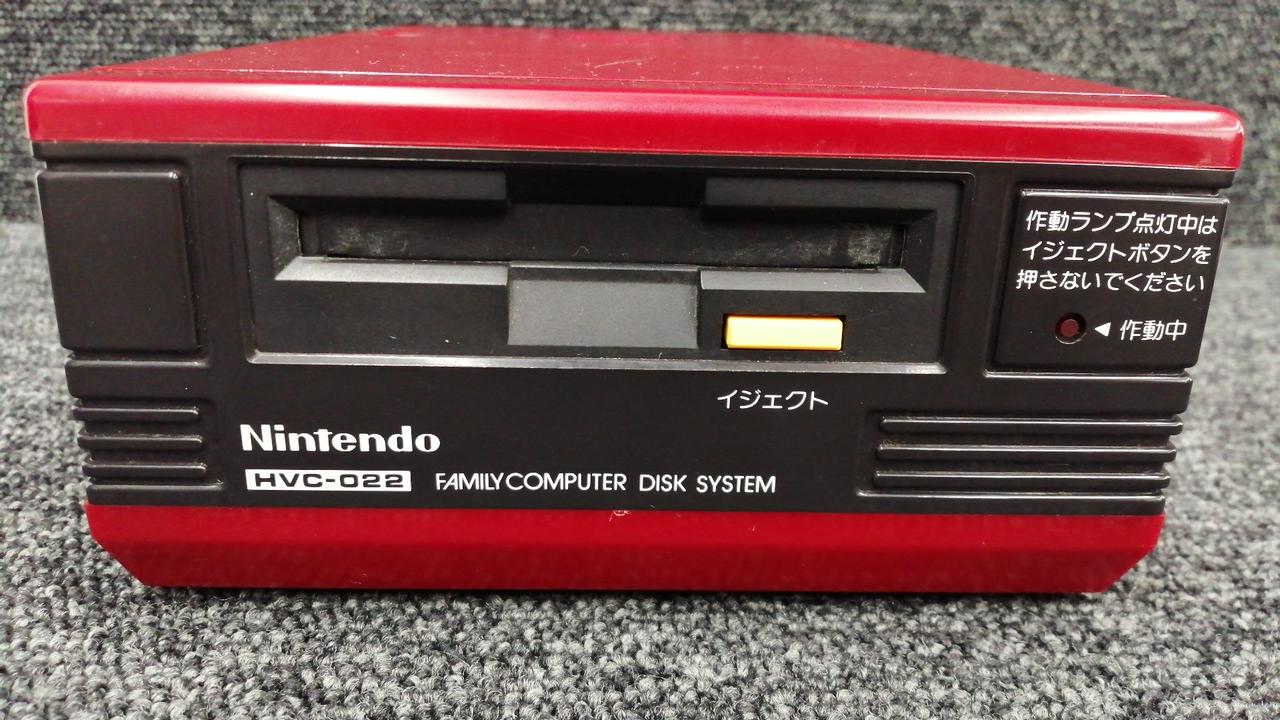 作動ランプ点灯中は
イジェクトボタンを
押さないでください
◀ 作動中
イジェクト
Nintendo
HVC-022 FAMILY COMPUTER DISK SYSTEM